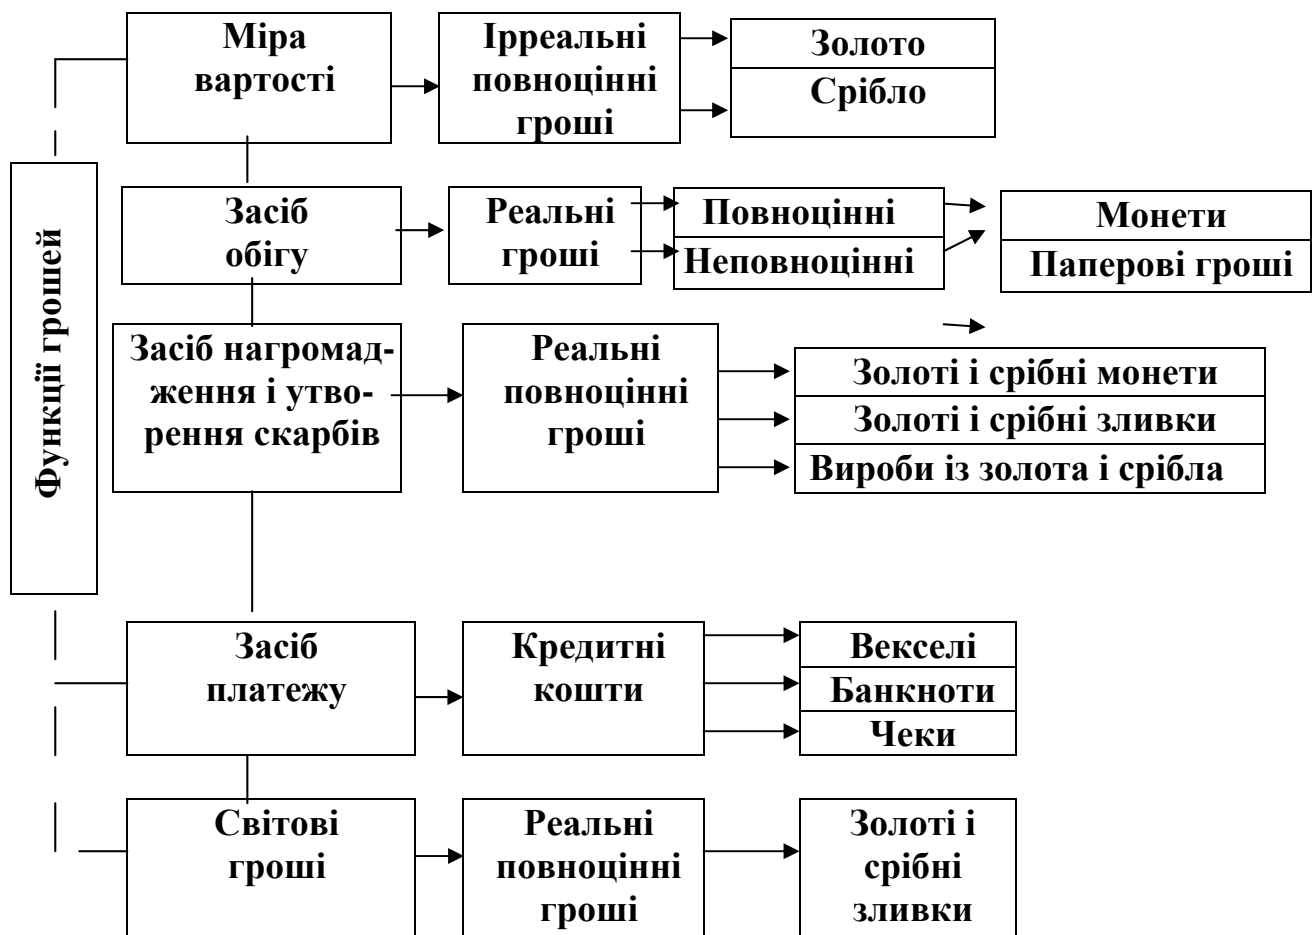 Функції грошей
Міра
вартості
Ірреальні
повноцінні
гроші
Золото
Срібло
Засіб
обігу
Реальні
гроші
Повноцінні
Неповноцінні
Монети
Паперові гроші
Засіб нагромад-
ження і утво-
рення скарбів
Реальні
повноцінні
гроші
Золоті і срібні монети
Золоті і срібні зливки
Вироби із золота і срібла
Засіб
платежу
Кредитні
кошти
Векселі
Банкноти
Чеки
Світові
гроші
Реальні
повноцінні
гроші
Золоті і
срібні
зливки